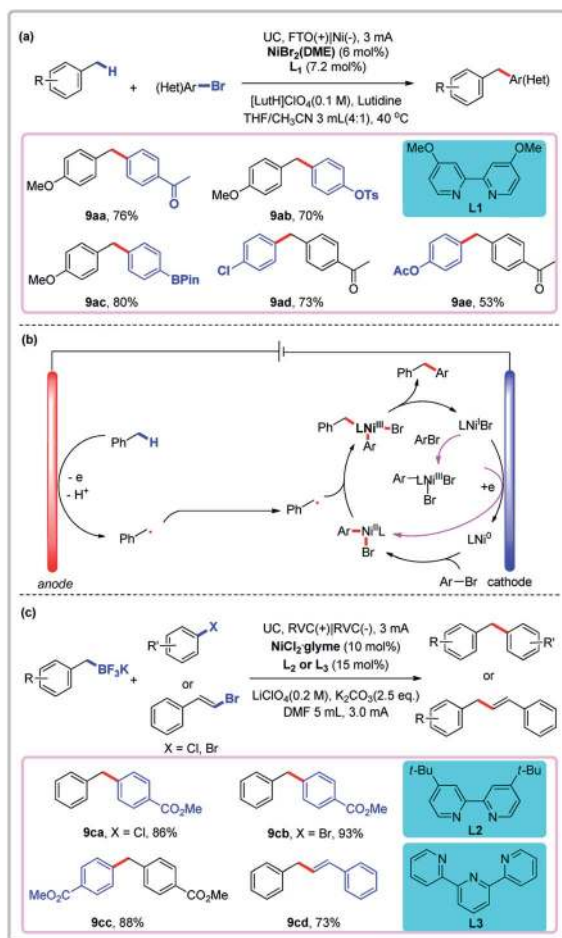 (a)
UC, FTO(+)|Ni(-), 3 mA
NiBr₂(DME) (6 mol%)
L₁ (7.2 mol%)
R
H
+
(Het)Ar—Br
[LutH]ClO₄(0.1 M), Lutidine
THF/CH₃CN 3 mL(4:1), 40 °C
R
Ar(Het)
MeO
O
9aa, 76%
MeO
OTs
9ab, 70%
OMe
OMe
N
N
L1
MeO
BPin
9ac, 80%
Cl
O
9ad, 73%
AcO
O
9ae, 53%
(b)
Ph
Ar
Ph
LNiᴵᴵᴵ
Br
Ar
LNiᴵBr
ArBr
Ph
H
- e
- H⁺
Ar
LNiᴵᴵᴵBr
Br
+e
Ph
Ph
Ar
NiᴵᴵL
Br
LNi⁰
Ar—Br
anode
cathode
(c)
X
R'
UC, RVC(+)|RVC(-), 3 mA
NiCl₂·glyme (10 mol%)
L₂ or L₃ (15 mol%)
R
R'
R
BF₃K
+
or
Br
LiClO₄(0.2 M), K₂CO₃(2.5 eq.)
DMF 5 mL, 3.0 mA
or
R
X = Cl, Br
CO₂Me
9ca, X = Cl, 86%
CO₂Me
9cb, X = Br, 93%
t-Bu
t-Bu
N
N
L2
MeO₂C
CO₂Me
9cc, 88%
9cd, 73%
N
N
N
L3